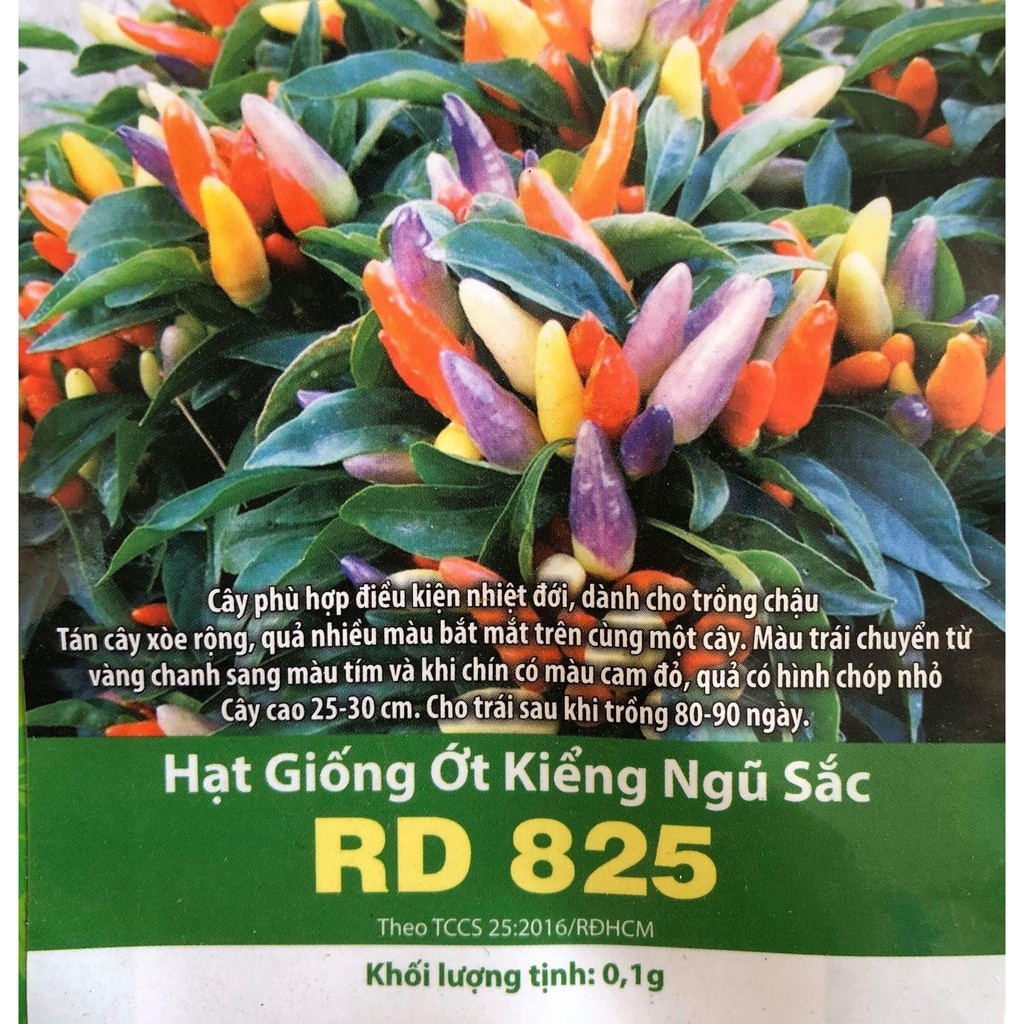 Cây phù hợp điều kiện nhiệt đới, dành cho trồng chậu
Tán cây xòe rộng, quả nhiều màu bắt mắt trên cùng một cây. Màu trái chuyển từ
vàng chanh sang màu tím và khi chín có màu cam đỏ, quả có hình chóp nhỏ
Cây cao 25-30 cm. Cho trái sau khi trồng 80-90 ngày.
Hạt Giống Ớt Kiểng Ngũ Sắc
RD 825
Theo TCCS 25:2016/RĐHCM
Khối lượng tịnh: 0,1g